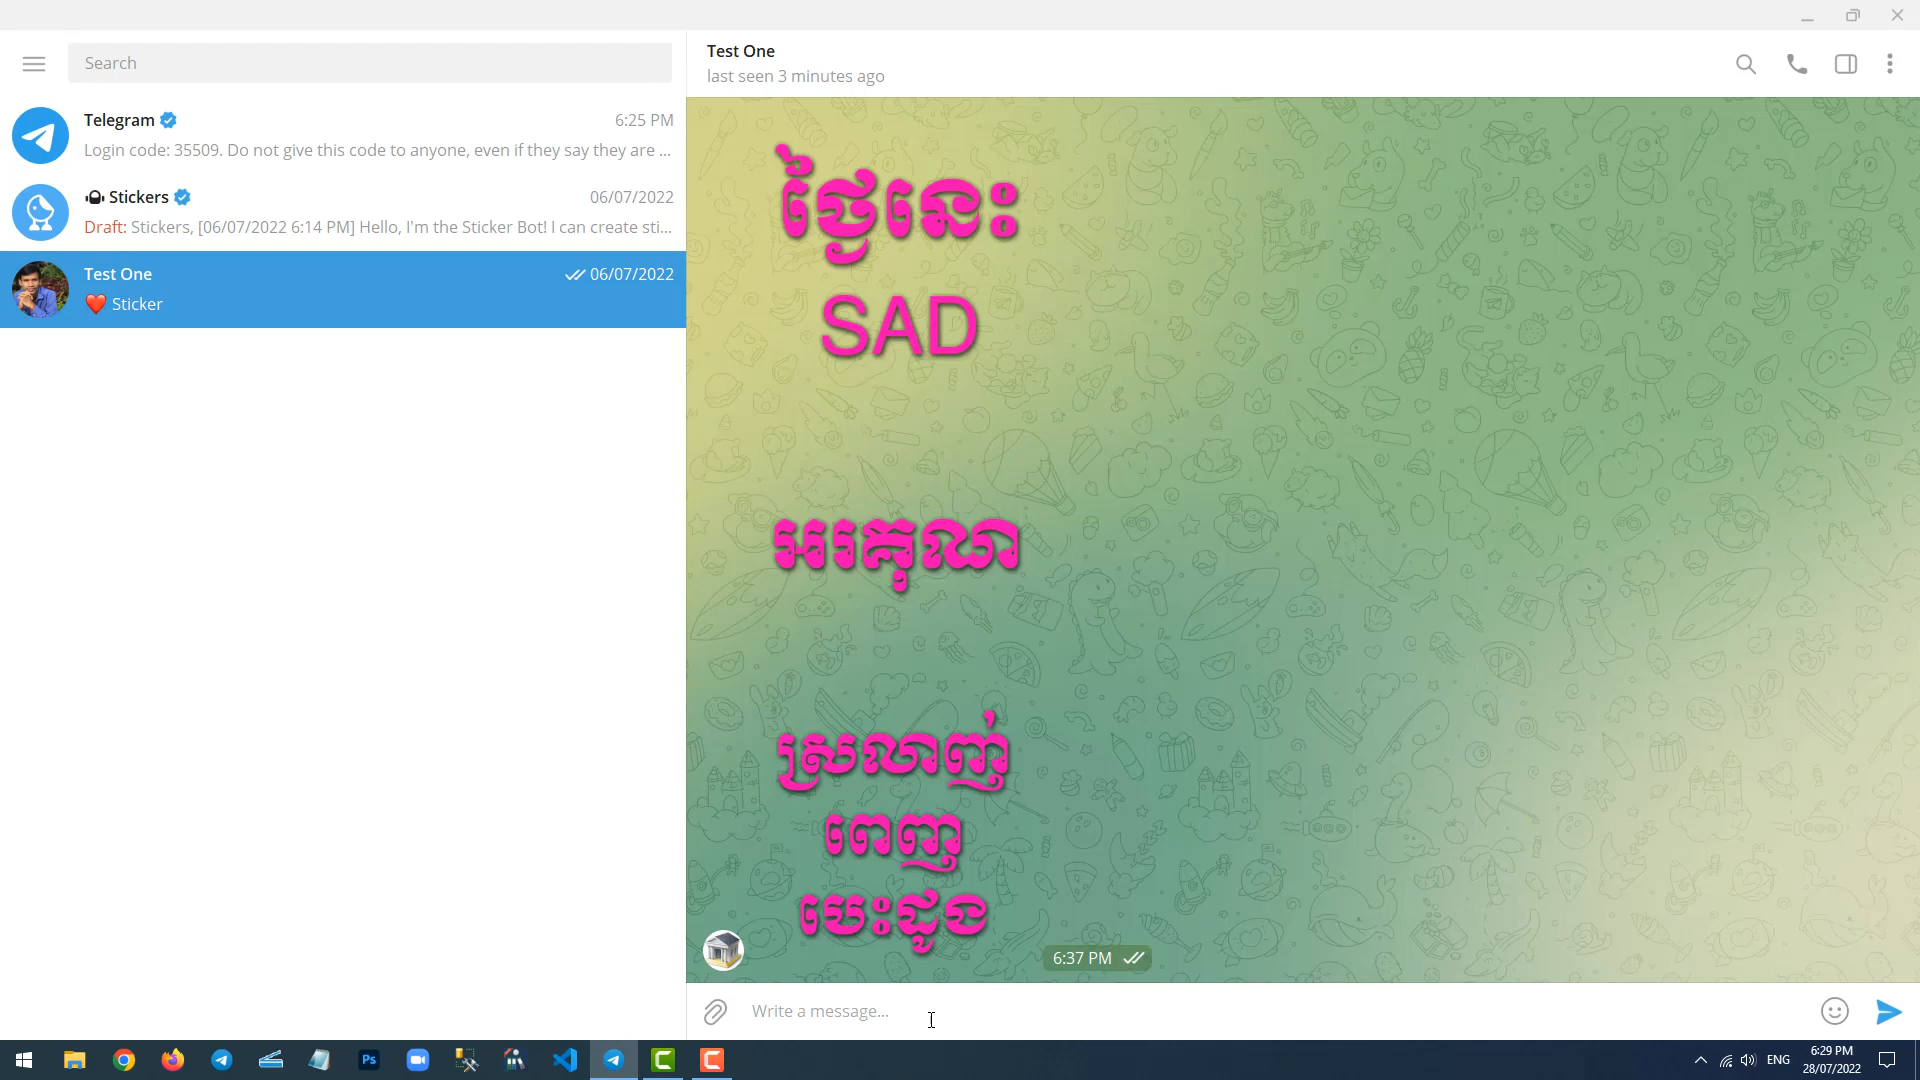 Search
Telegram
6:25 PM
Login code: 35509. Do not give this code to anyone, even if they say they are ...
Stickers
06/07/2022
Draft: Stickers, [06/07/2022 6:14 PM] Hello, I'm the Sticker Bot! I can create sti...
Test One
06/07/2022
❤️ Sticker
Test One
last seen 3 minutes ago
ថ្ងៃនេះ
SAD
អរគុណ
ស្រលាញ់
ពេញ
បេះដូង
6:37 PM
Write a message...
Ps
ENG
6:29 PM
28/07/2022